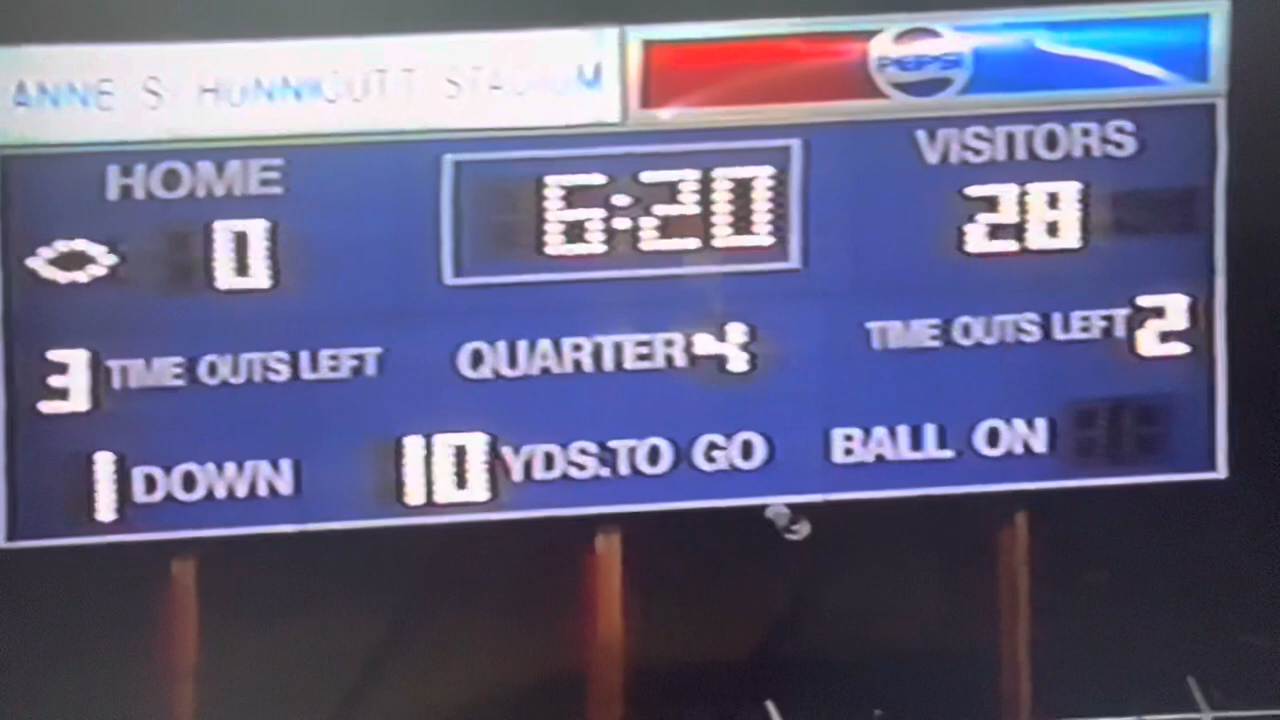 ANNE S HUNNICUTT STADIUM
PEPSI
HOME
6:20
VISITORS
0
28
3 TIME OUTS LEFT
QUARTER 4
TIME OUTS LEFT 2
1 DOWN
10 YDS.TO GO
BALL ON